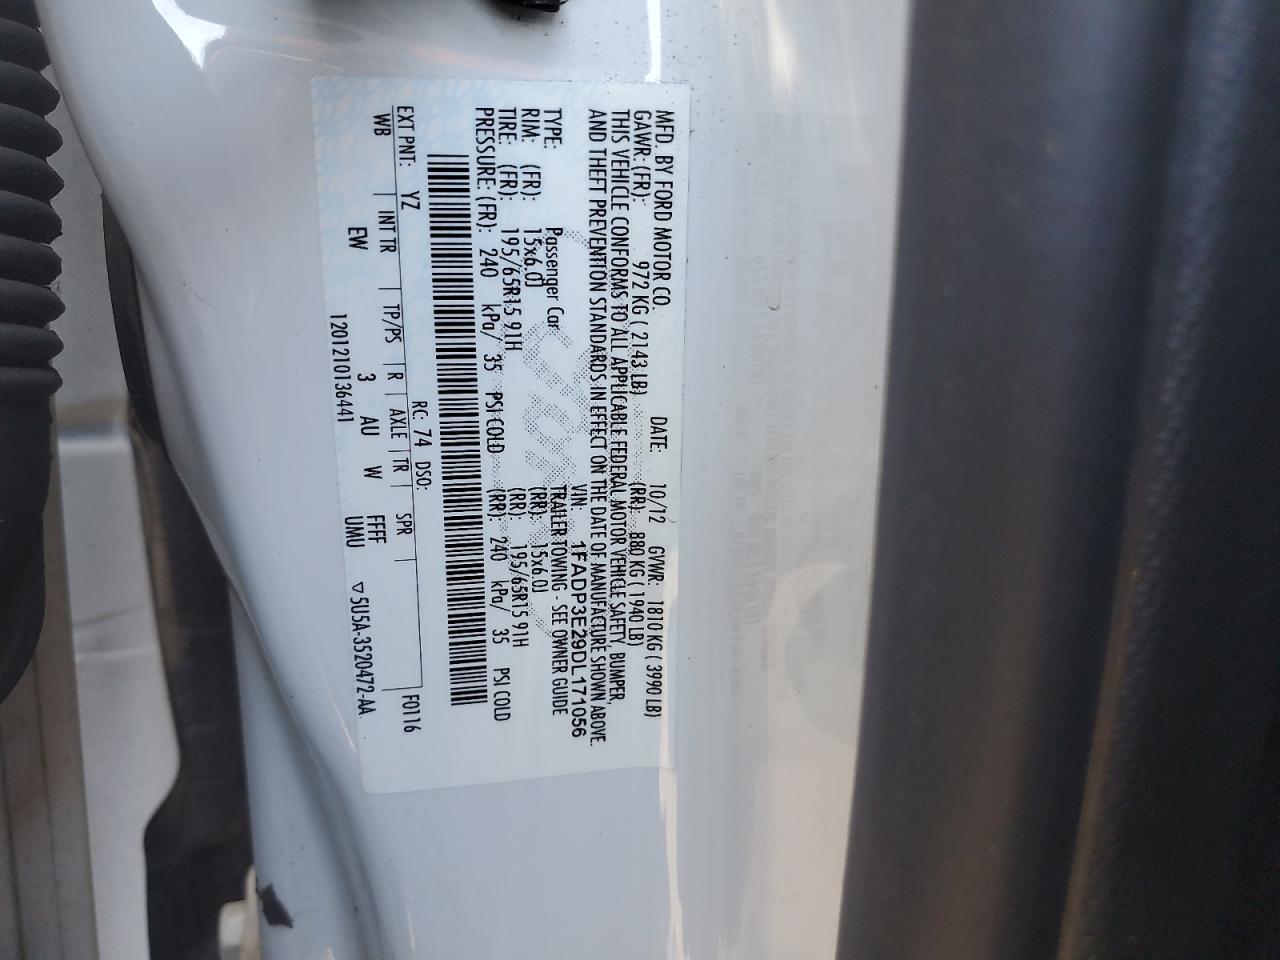 MFD. BY FORD MOTOR CO.
DATE: 10/12 GVWR: 1810 KG ( 3990 LB)
GAWR: (FR): 972 KG ( 2143 LB) (RR): 880 KG ( 1940 LB)
THIS VEHICLE CONFORMS TO ALL APPLICABLE FEDERAL MOTOR VEHICLE SAFETY, BUMPER,
AND THEFT PREVENTION STANDARDS IN EFFECT ON THE DATE OF MANUFACTURE SHOWN ABOVE.
VIN: 1FADP3E29DL171056
TYPE: Passenger Car TRAILER TOWING - SEE OWNER GUIDE
RIM: (FR): 15x6.0J (RR): 15x6.0J
TIRE: (FR): 195/65R15 91H (RR): 195/65R15 91H
PRESSURE: (FR): 240 kPa/ 35 PSI COLD (RR): 240 kPa/ 35 PSI COLD
EXT PNT: YZ RC: 74 DSO: F0116
WB INT TR TP/PS R AXLE TR SPR
EW 3 AU W FFFF
1201210136441 UMU ▽5U5A-3520472-AA